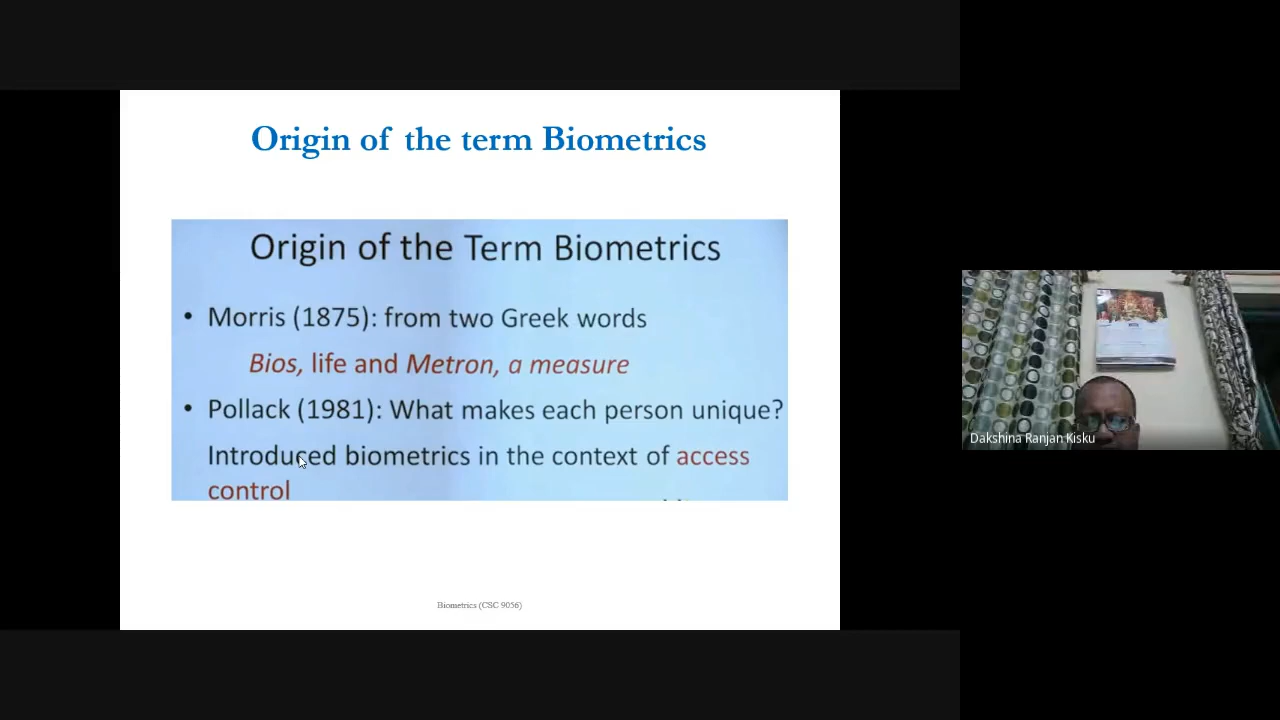 Origin of the term Biometrics
Origin of the Term Biometrics
• Morris (1875): from two Greek words
Bios, life and Metron, a measure
• Pollack (1981): What makes each person unique?
Introduced biometrics in the context of access
control
Biometrics (CSC 9056)
Dakshina Ranjan Kisku